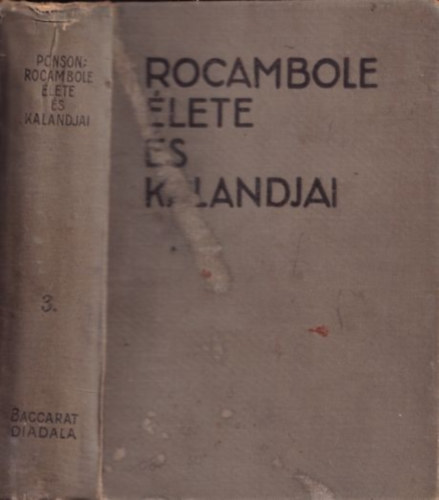 PONSON:
ROCAMBOLE
ÉLETE
ÉS
KALANDJAI
3.
BACCARAT
DIADALA
ROCAMBOLE
ÉLETE
ÉS
KALANDJAI